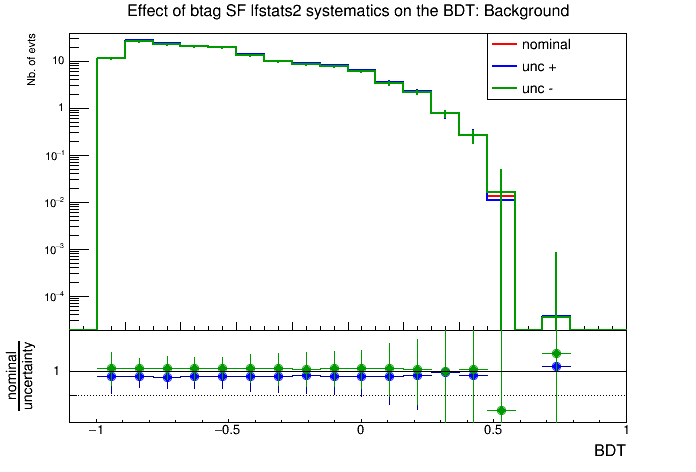 Effect of btag SF lfstats2 systematics on the BDT: Background
Nb. of evts
nominal
unc +
unc -
10
1
10⁻¹
10⁻²
10⁻³
10⁻⁴
nominal
uncertainty
1
−1
−0.5
0
0.5
1
BDT